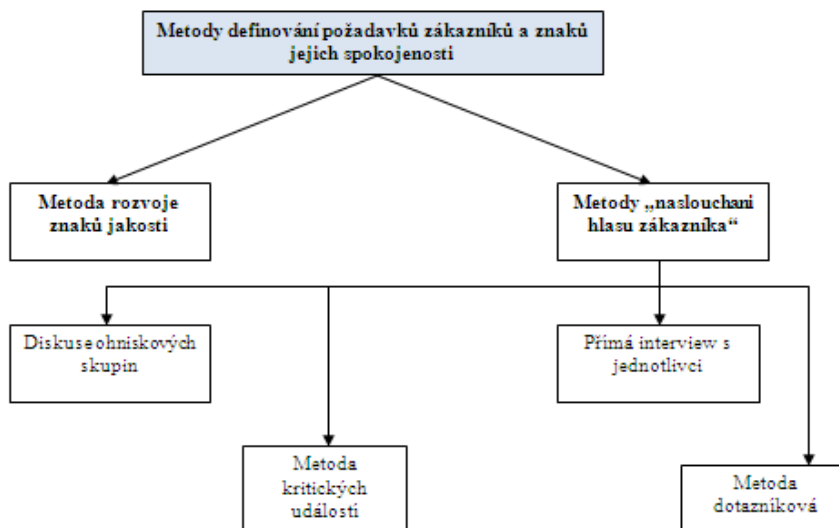 Metody definování požadavků zákazníků a znaků
jejich spokojenosti
Metoda rozvoje
znaků jakosti
Metody „naslouchani
hlasu zákazníka“
Diskuse ohniskových
skupin
Přímá interview s
jednotlivci
Metoda
kritických
událostí
Metoda
dotazníková